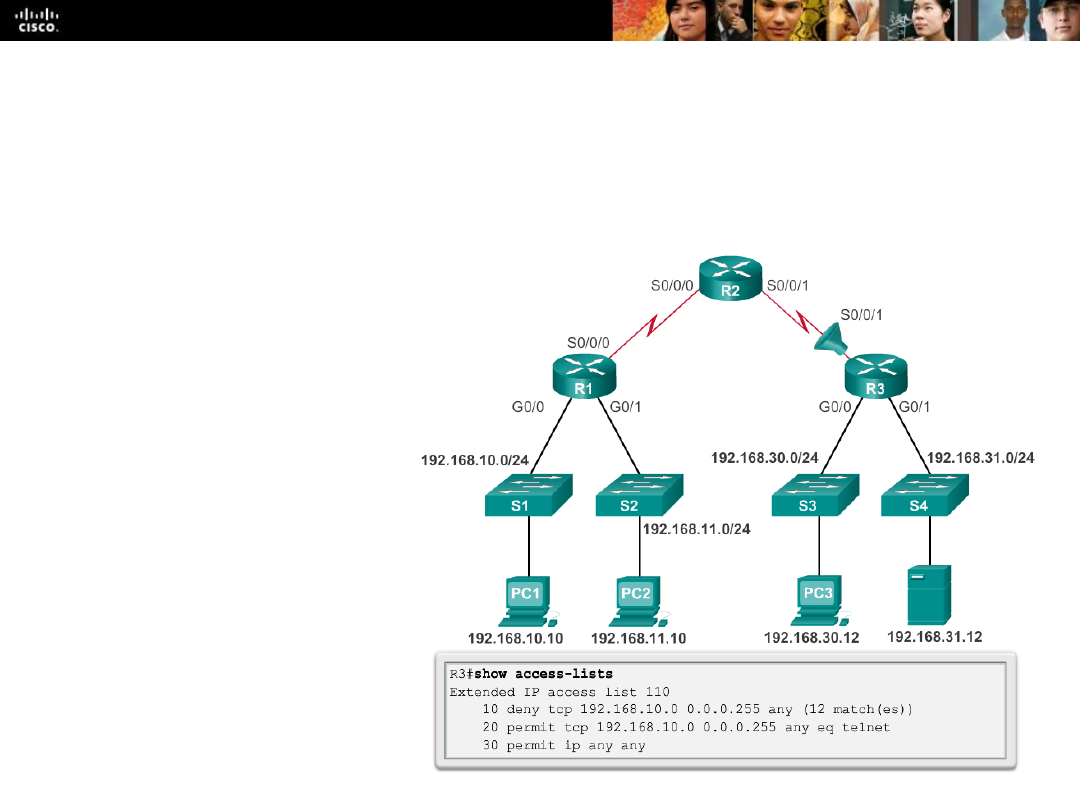 CISCO.
R2
S0/0/0
S0/0/1
S0/0/1
S0/0/0
R1
R3
G0/0
G0/1
G0/0
G0/1
192.168.10.0/24
192.168.30.0/24
192.168.31.0/24
S1
S2
S3
S4
192.168.11.0/24
PC1
PC2
PC3
192.168.10.10
192.168.11.10
192.168.30.12
192.168.31.12
R3#show access-lists
Extended IP access list 110
10 deny tcp 192.168.10.0 0.0.0.255 any (12 match(es))
20 permit tcp 192.168.10.0 0.0.0.255 any eq telnet
30 permit ip any any